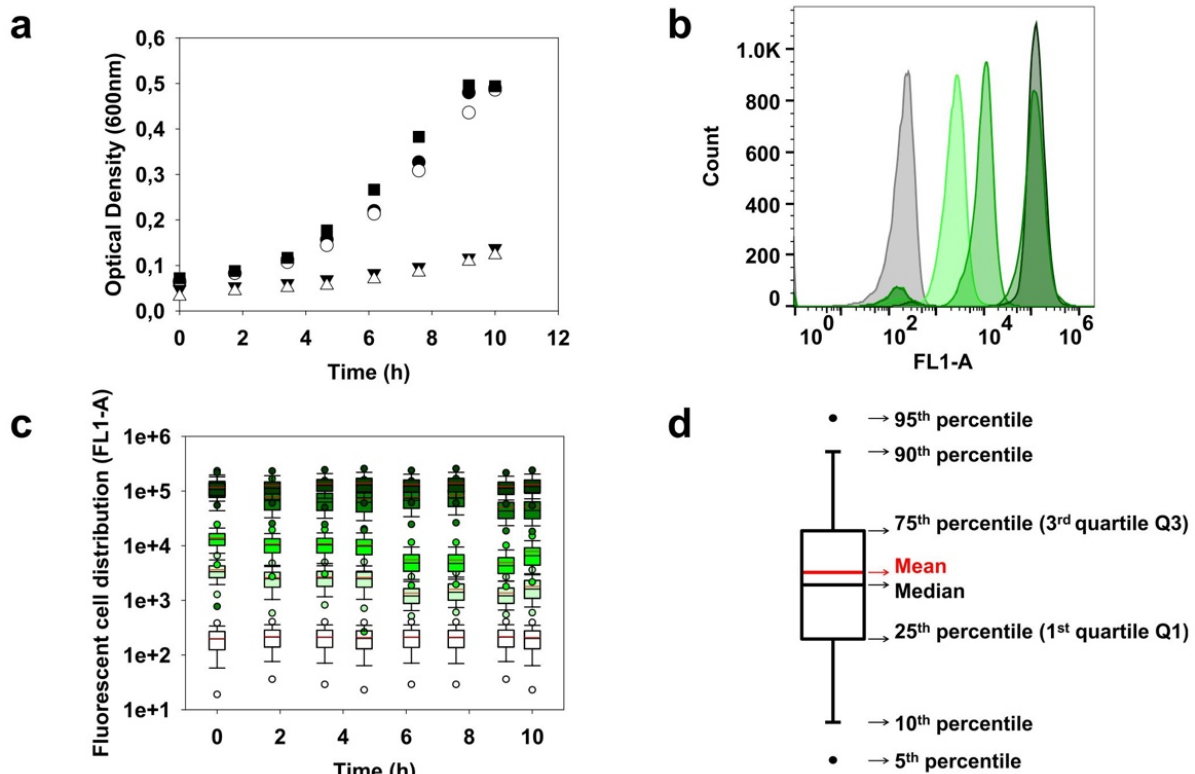 a
0,6
0,5
0,4
0,3
0,2
0,1
0,0
Optical Density (600nm)
0 2 4 6 8 10 12
Time (h)
b
1.0K
800
600
400
200
0
Count
10^0 10^2 10^4 10^6
FL1-A
c
1e+6
1e+5
1e+4
1e+3
1e+2
1e+1
Fluorescent cell distribution (FL1-A)
0 2 4 6 8 10
Time (h)
d
95th percentile
90th percentile
75th percentile (3rd quartile Q3)
Mean
Median
25th percentile (1st quartile Q1)
10th percentile
5th percentile